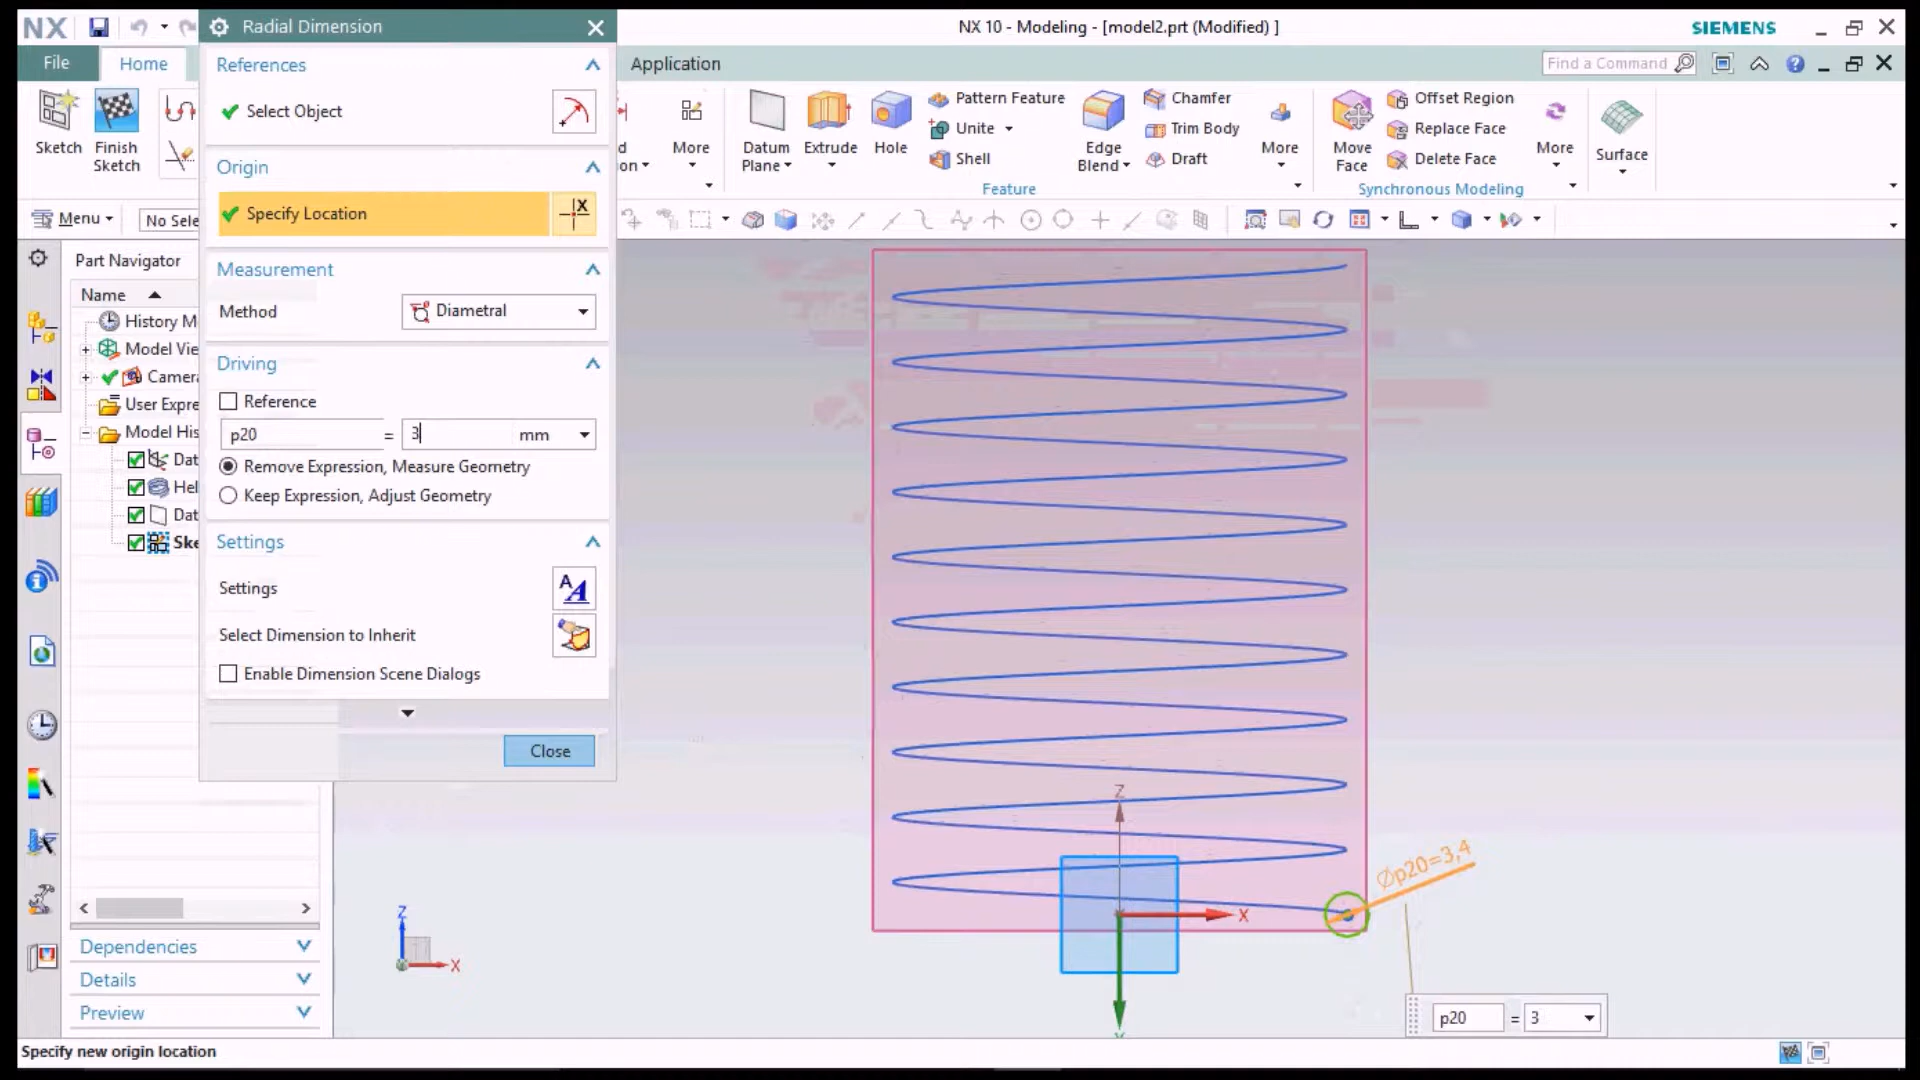 NX
NX 10 - Modeling - [model2.prt (Modified) ]
SIEMENS
File
Home
Application
Find a Command
Sketch
Finish Sketch
More
Datum Plane
Extrude
Hole
Pattern Feature
Unite
Shell
Edge Blend
Chamfer
Trim Body
Draft
More
Feature
Move Face
Offset Region
Replace Face
Delete Face
More
Synchronous Modeling
Surface
Menu
No Sele
Part Navigator
Name
History M
Model Vie
Camera
User Expre
Model His
Dat
Hel
Dat
Ske
Dependencies
Details
Preview
Radial Dimension
References
Select Object
Origin
Specify Location
Measurement
Method
Diametral
Driving
Reference
p20 = 3 mm
Remove Expression, Measure Geometry
Keep Expression, Adjust Geometry
Settings
Settings
Select Dimension to Inherit
Enable Dimension Scene Dialogs
Close
Z
X
Øp20=3,4
Z
X
p20 = 3
Specify new origin location